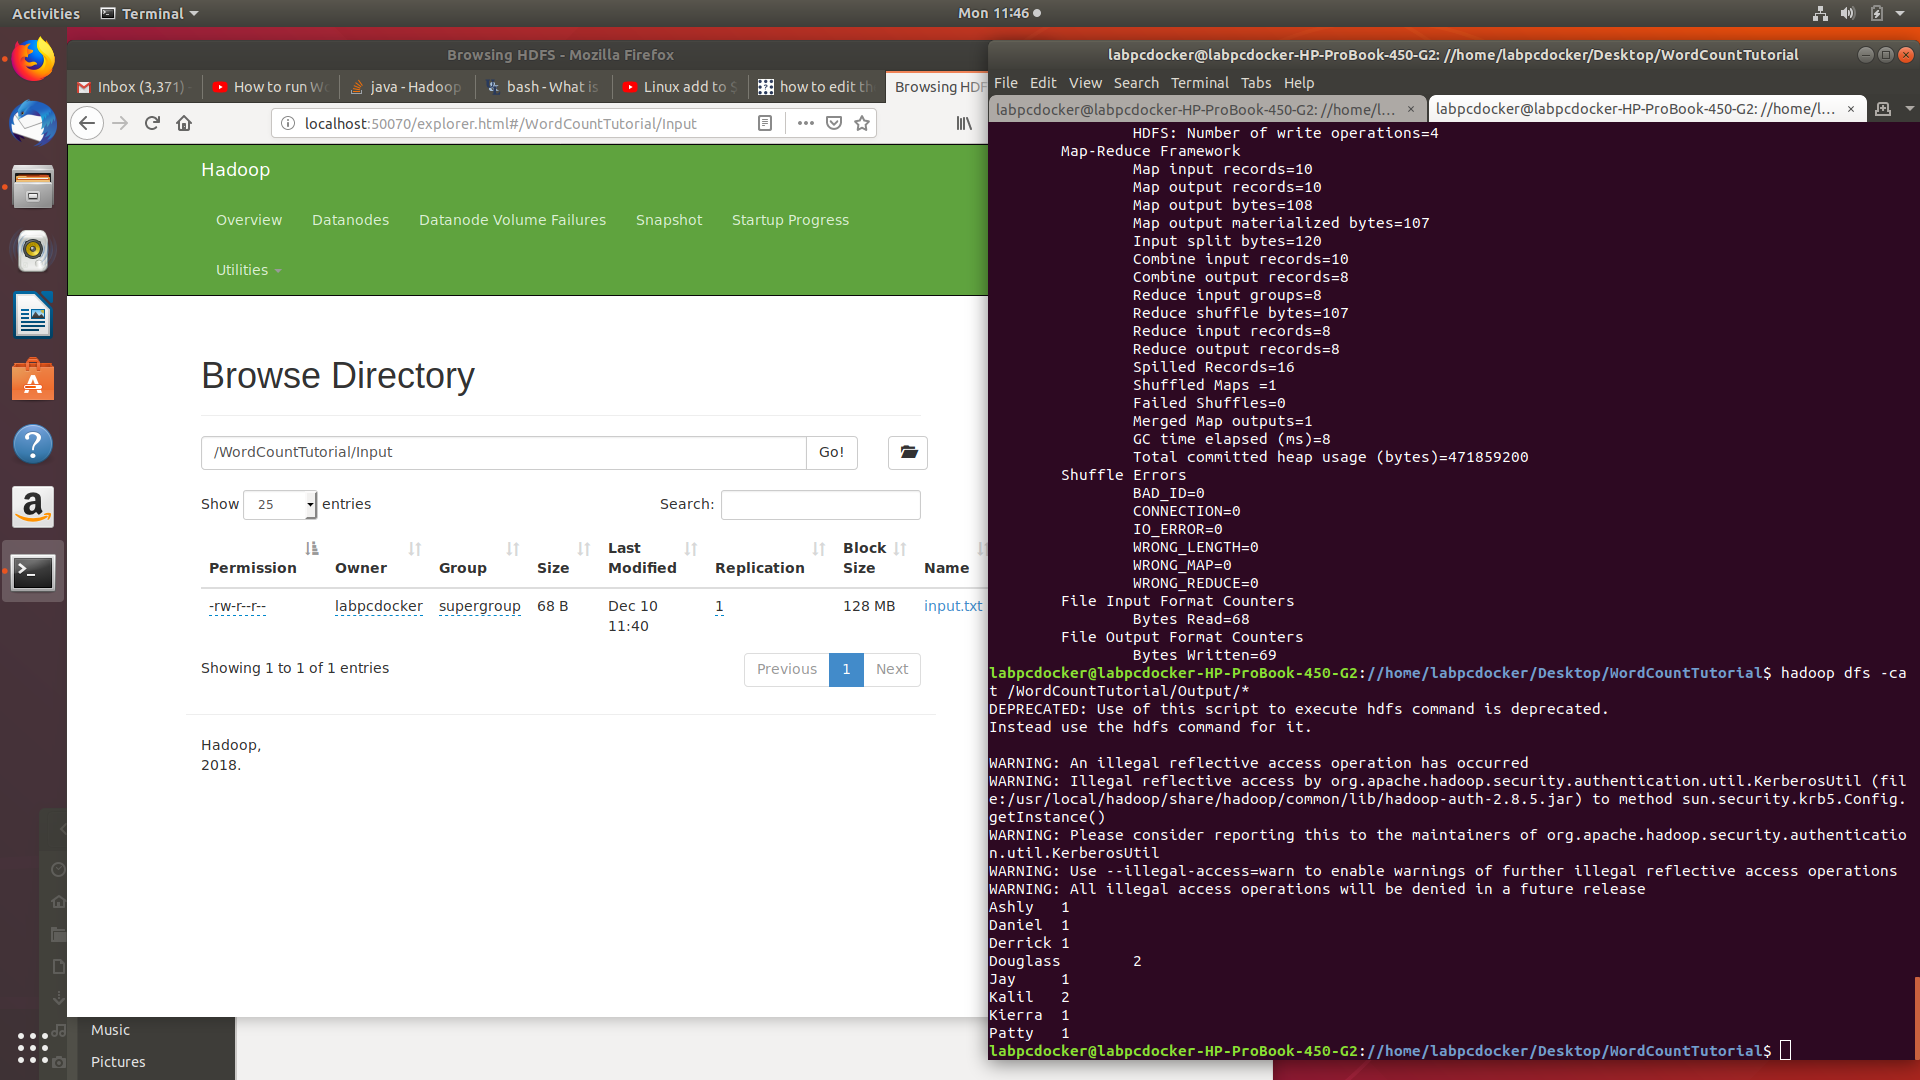 Activities
Terminal
Mon 11:46
Browsing HDFS - Mozilla Firefox
Inbox (3,371)
How to run Wo
java - Hadoop
bash - What is
Linux add to $
how to edit th
Browsing HDF
localhost:50070/explorer.html#/WordCountTutorial/Input
Hadoop
Overview
Datanodes
Datanode Volume Failures
Snapshot
Startup Progress
Utilities
Browse Directory
/WordCountTutorial/Input
Go!
Show 25 entries
Search:
Permission Owner Group Size Last Modified Replication Block Size Name
-rw-r--r-- labpcdocker supergroup 68 B Dec 10 11:40 1 128 MB input.txt
Showing 1 to 1 of 1 entries
Previous 1 Next
Hadoop,
2018.
Music
Pictures
labpcdocker@labpcdocker-HP-ProBook-450-G2: //home/labpcdocker/Desktop/WordCountTutorial
File Edit View Search Terminal Tabs Help
labpcdocker@labpcdocker-HP-ProBook-450-G2: //home/l... ×
labpcdocker@labpcdocker-HP-ProBook-450-G2: //home/l... ×
HDFS: Number of write operations=4
Map-Reduce Framework
Map input records=10
Map output records=10
Map output bytes=108
Map output materialized bytes=107
Input split bytes=120
Combine input records=10
Combine output records=8
Reduce input groups=8
Reduce shuffle bytes=107
Reduce input records=8
Reduce output records=8
Spilled Records=16
Shuffled Maps =1
Failed Shuffles=0
Merged Map outputs=1
GC time elapsed (ms)=8
Total committed heap usage (bytes)=471859200
Shuffle Errors
BAD_ID=0
CONNECTION=0
IO_ERROR=0
WRONG_LENGTH=0
WRONG_MAP=0
WRONG_REDUCE=0
File Input Format Counters
Bytes Read=68
File Output Format Counters
Bytes Written=69
labpcdocker@labpcdocker-HP-ProBook-450-G2://home/labpcdocker/Desktop/WordCountTutorial$ hadoop dfs -ca
t /WordCountTutorial/Output/*
DEPRECATED: Use of this script to execute hdfs command is deprecated.
Instead use the hdfs command for it.
WARNING: An illegal reflective access operation has occurred
WARNING: Illegal reflective access by org.apache.hadoop.security.authentication.util.KerberosUtil (fil
e:/usr/local/hadoop/share/hadoop/common/lib/hadoop-auth-2.8.5.jar) to method sun.security.krb5.Config.
getInstance()
WARNING: Please consider reporting this to the maintainers of org.apache.hadoop.security.authenticatio
n.util.KerberosUtil
WARNING: Use --illegal-access=warn to enable warnings of further illegal reflective access operations
WARNING: All illegal access operations will be denied in a future release
Ashly 1
Daniel 1
Derrick 1
Douglass 2
Jay 1
Kalil 2
Kierra 1
Patty 1
labpcdocker@labpcdocker-HP-ProBook-450-G2://home/labpcdocker/Desktop/WordCountTutorial$